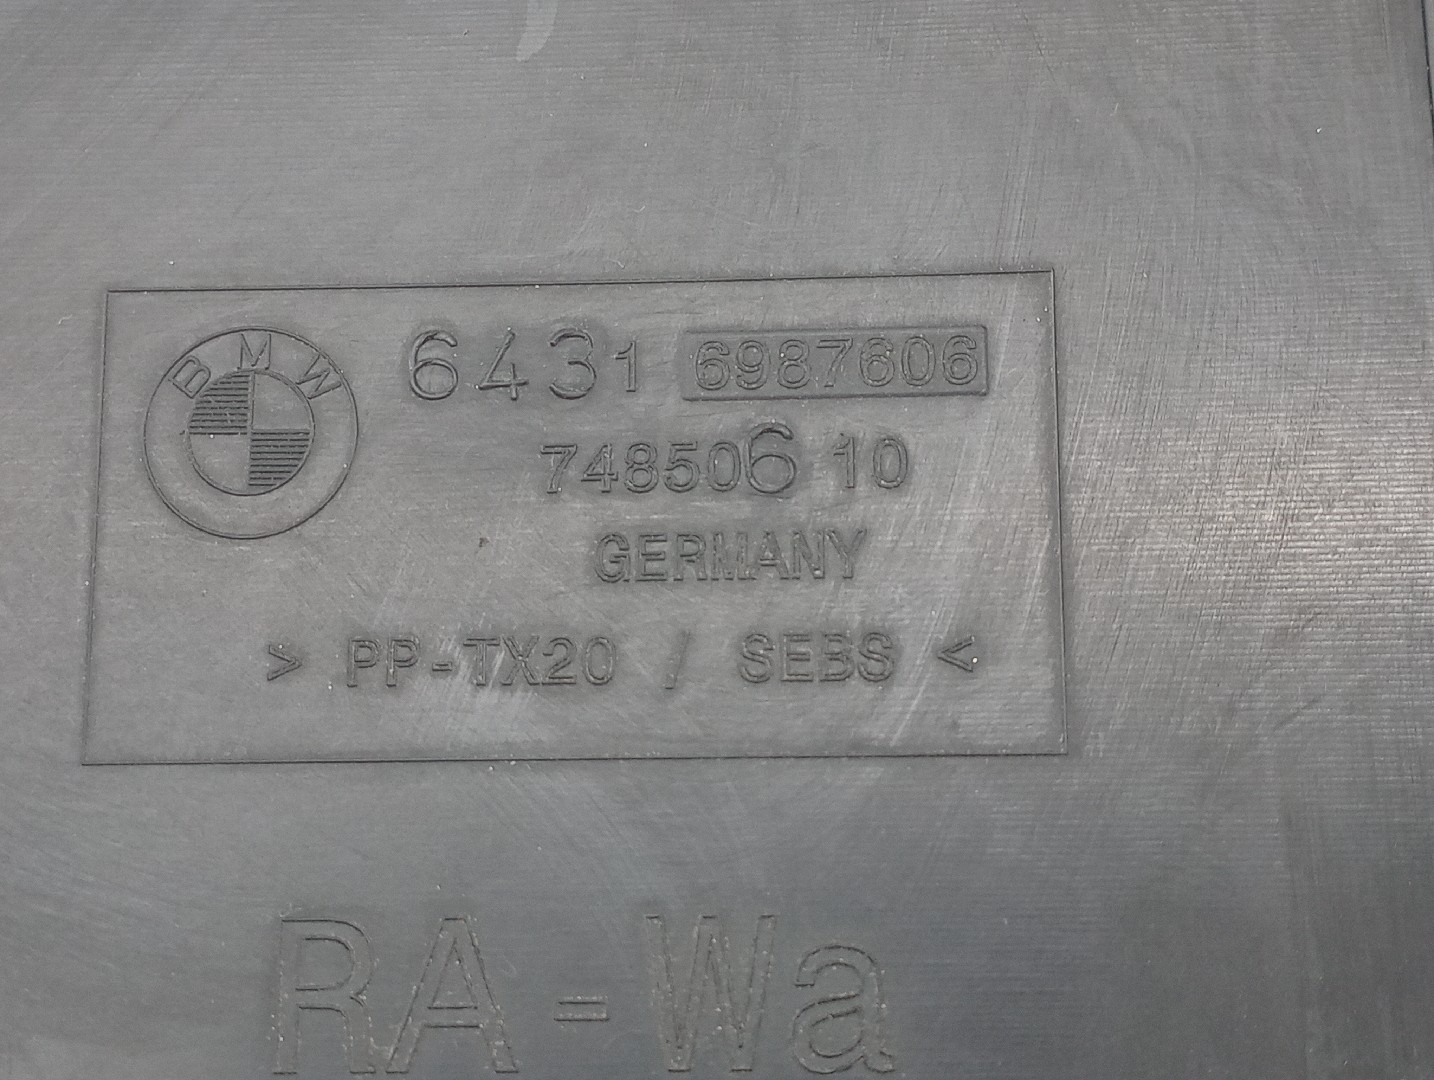 BMW
6431 6987606
748506 10
GERMANY
> PP-TX20 / SEBS <
RA-Wa